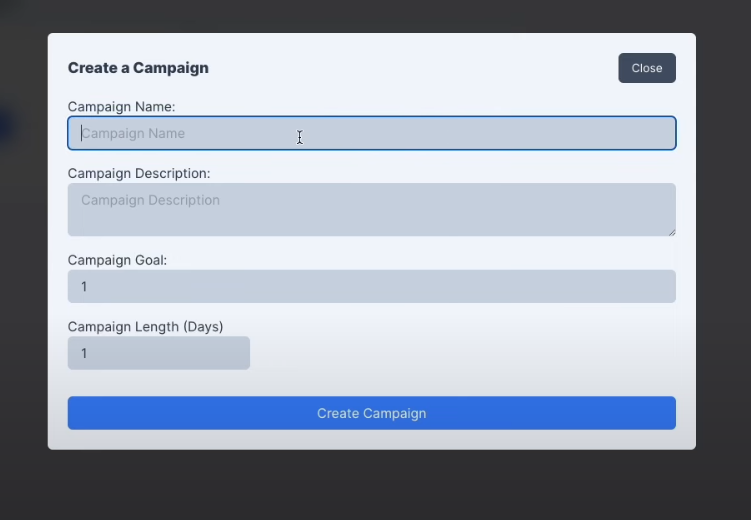 Create a Campaign
Close
Campaign Name:
Campaign Name
Campaign Description:
Campaign Description
Campaign Goal:
1
Campaign Length (Days)
1
Create Campaign